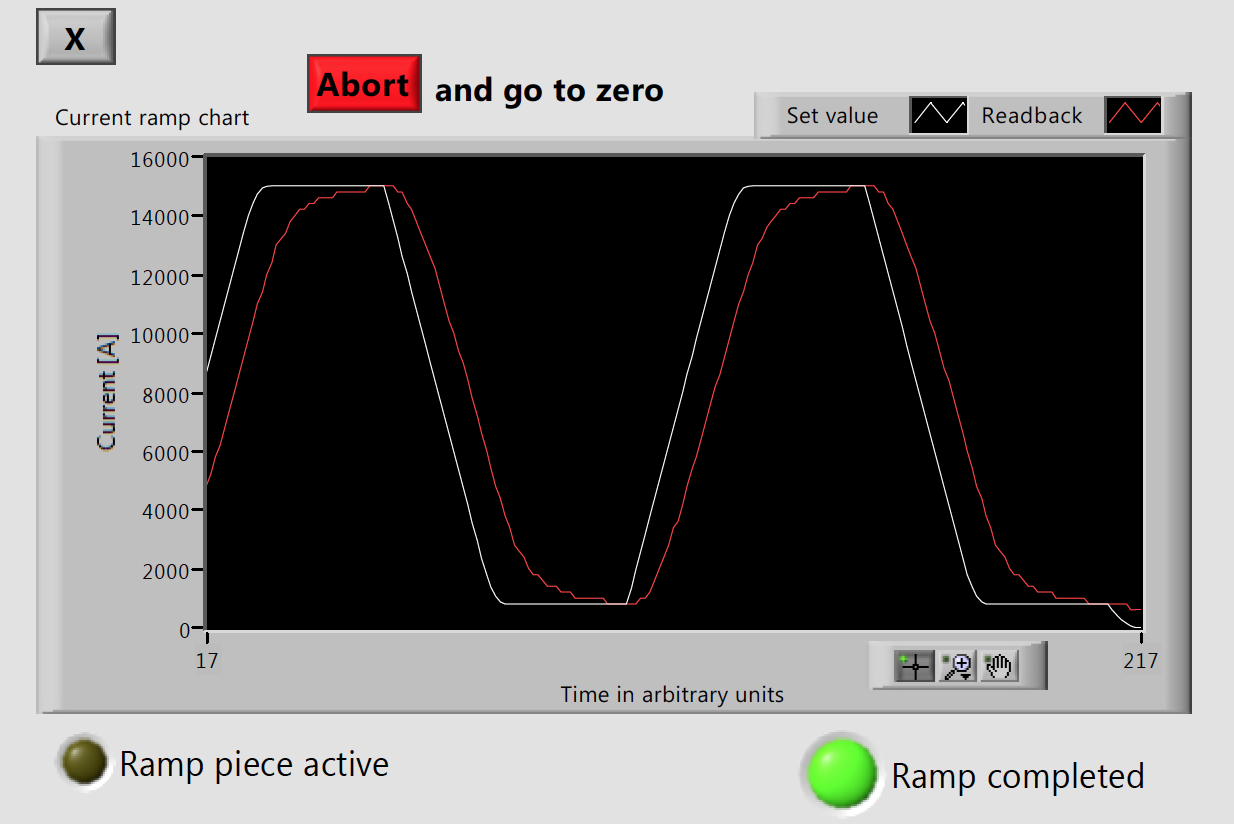 X
Abort and go to zero
Current ramp chart
Set value
Readback
16000
14000
12000
10000
8000
6000
4000
2000
0
Current [A]
17
217
Time in arbitrary units
Ramp piece active
Ramp completed